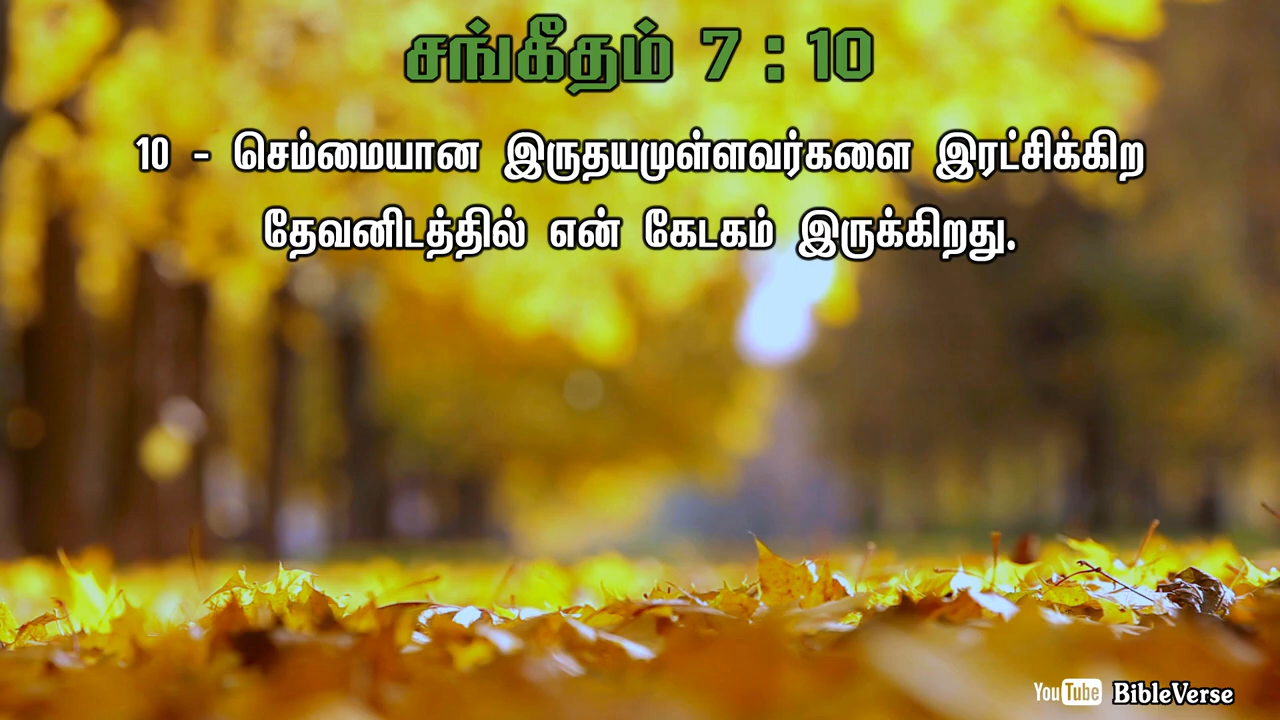 சங்கீதம் 7 : 10
10 - செம்மையான இருதயமுள்ளவர்களை இரட்சிக்கிற
தேவனிடத்தில் என் கேடகம் இருக்கிறது.
YouTube BibleVerse